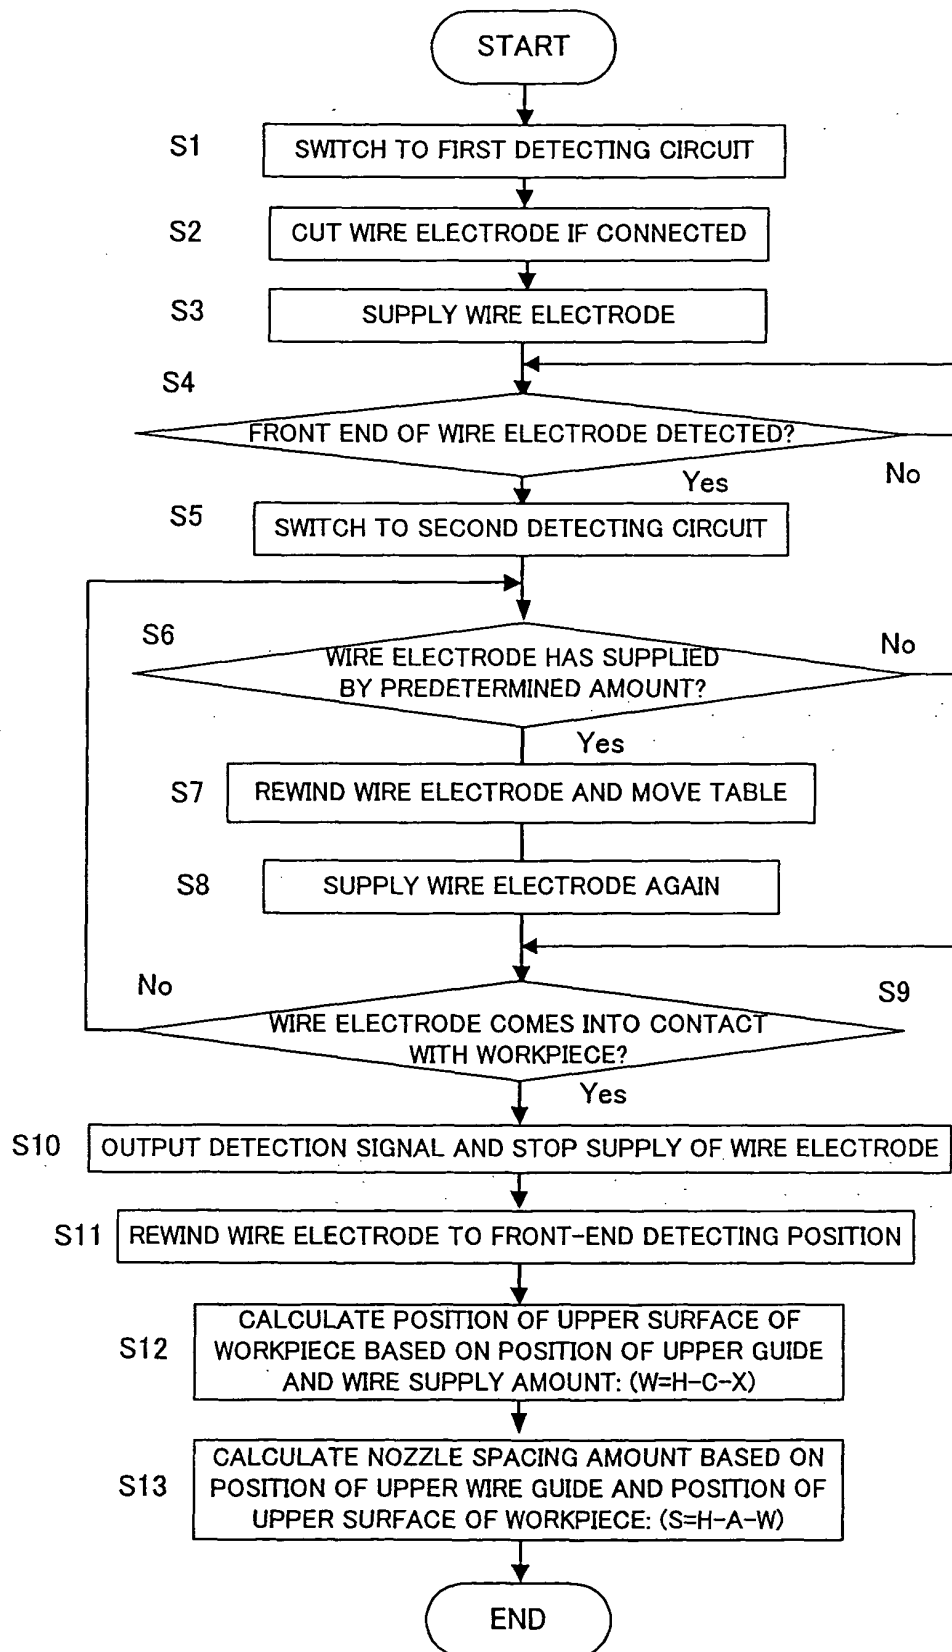 START
S1
SWITCH TO FIRST DETECTING CIRCUIT
S2
CUT WIRE ELECTRODE IF CONNECTED
S3
SUPPLY WIRE ELECTRODE
S4
FRONT END OF WIRE ELECTRODE DETECTED?
No
Yes
S5
SWITCH TO SECOND DETECTING CIRCUIT
S6
No
WIRE ELECTRODE HAS SUPPLIED
BY PREDETERMINED AMOUNT?
Yes
S7
REWIND WIRE ELECTRODE AND MOVE TABLE
S8
SUPPLY WIRE ELECTRODE AGAIN
No
S9
WIRE ELECTRODE COMES INTO CONTACT
WITH WORKPIECE?
Yes
S10
OUTPUT DETECTION SIGNAL AND STOP SUPPLY OF WIRE ELECTRODE
S11
REWIND WIRE ELECTRODE TO FRONT-END DETECTING POSITION
S12
CALCULATE POSITION OF UPPER SURFACE OF
WORKPIECE BASED ON POSITION OF UPPER GUIDE
AND WIRE SUPPLY AMOUNT: (W=H-C-X)
S13
CALCULATE NOZZLE SPACING AMOUNT BASED ON
POSITION OF UPPER WIRE GUIDE AND POSITION OF
UPPER SURFACE OF WORKPIECE: (S=H-A-W)
END